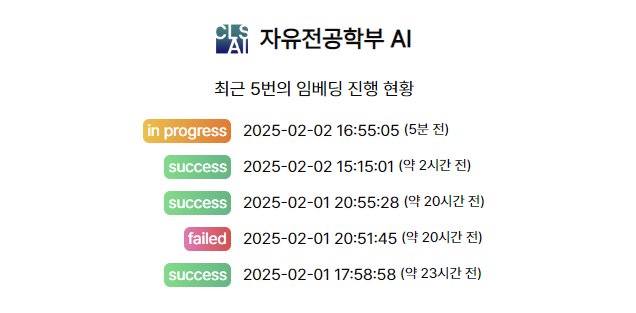 CLS AI 자유전공학부 AI
최근 5번의 임베딩 진행 현황
in progress 2025-02-02 16:55:05 (5분 전)
success 2025-02-02 15:15:01 (약 2시간 전)
success 2025-02-01 20:55:28 (약 20시간 전)
failed 2025-02-01 20:51:45 (약 20시간 전)
success 2025-02-01 17:58:58 (약 23시간 전)